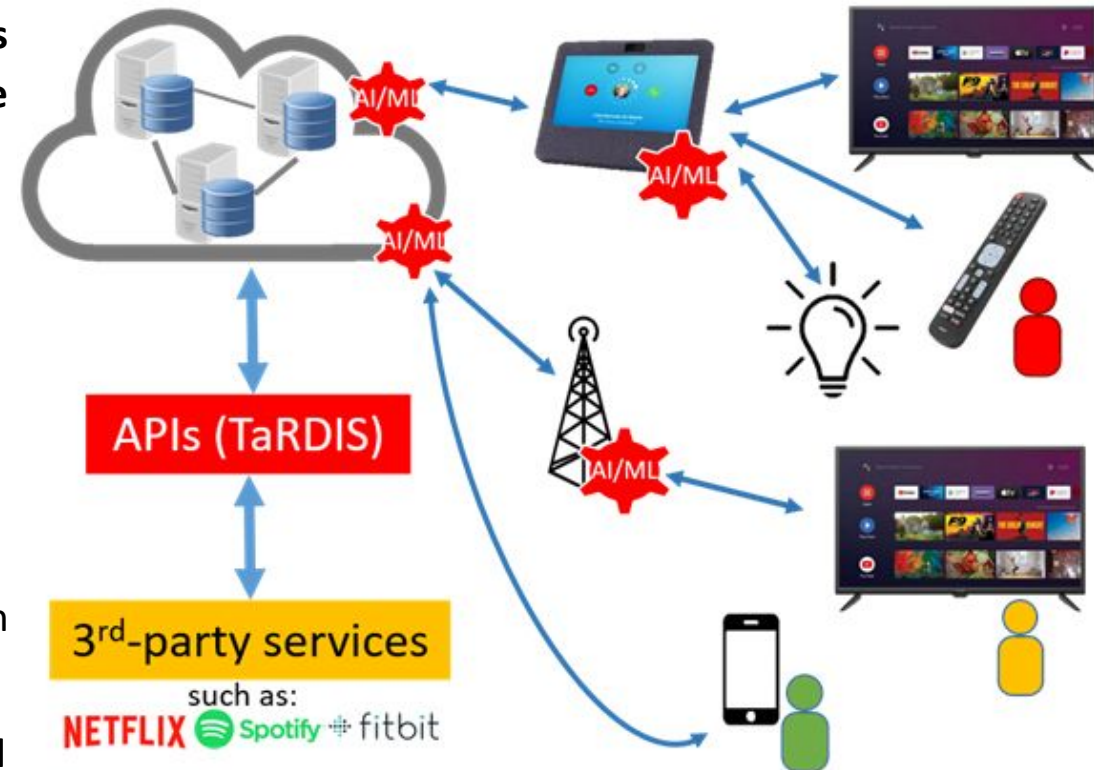 s
e
AI/ML
AI/ML
AI/ML
APIs (TaRDIS)
AI/ML
3rd-party services
such as:
NETFLIX Spotify fitbit
n
l